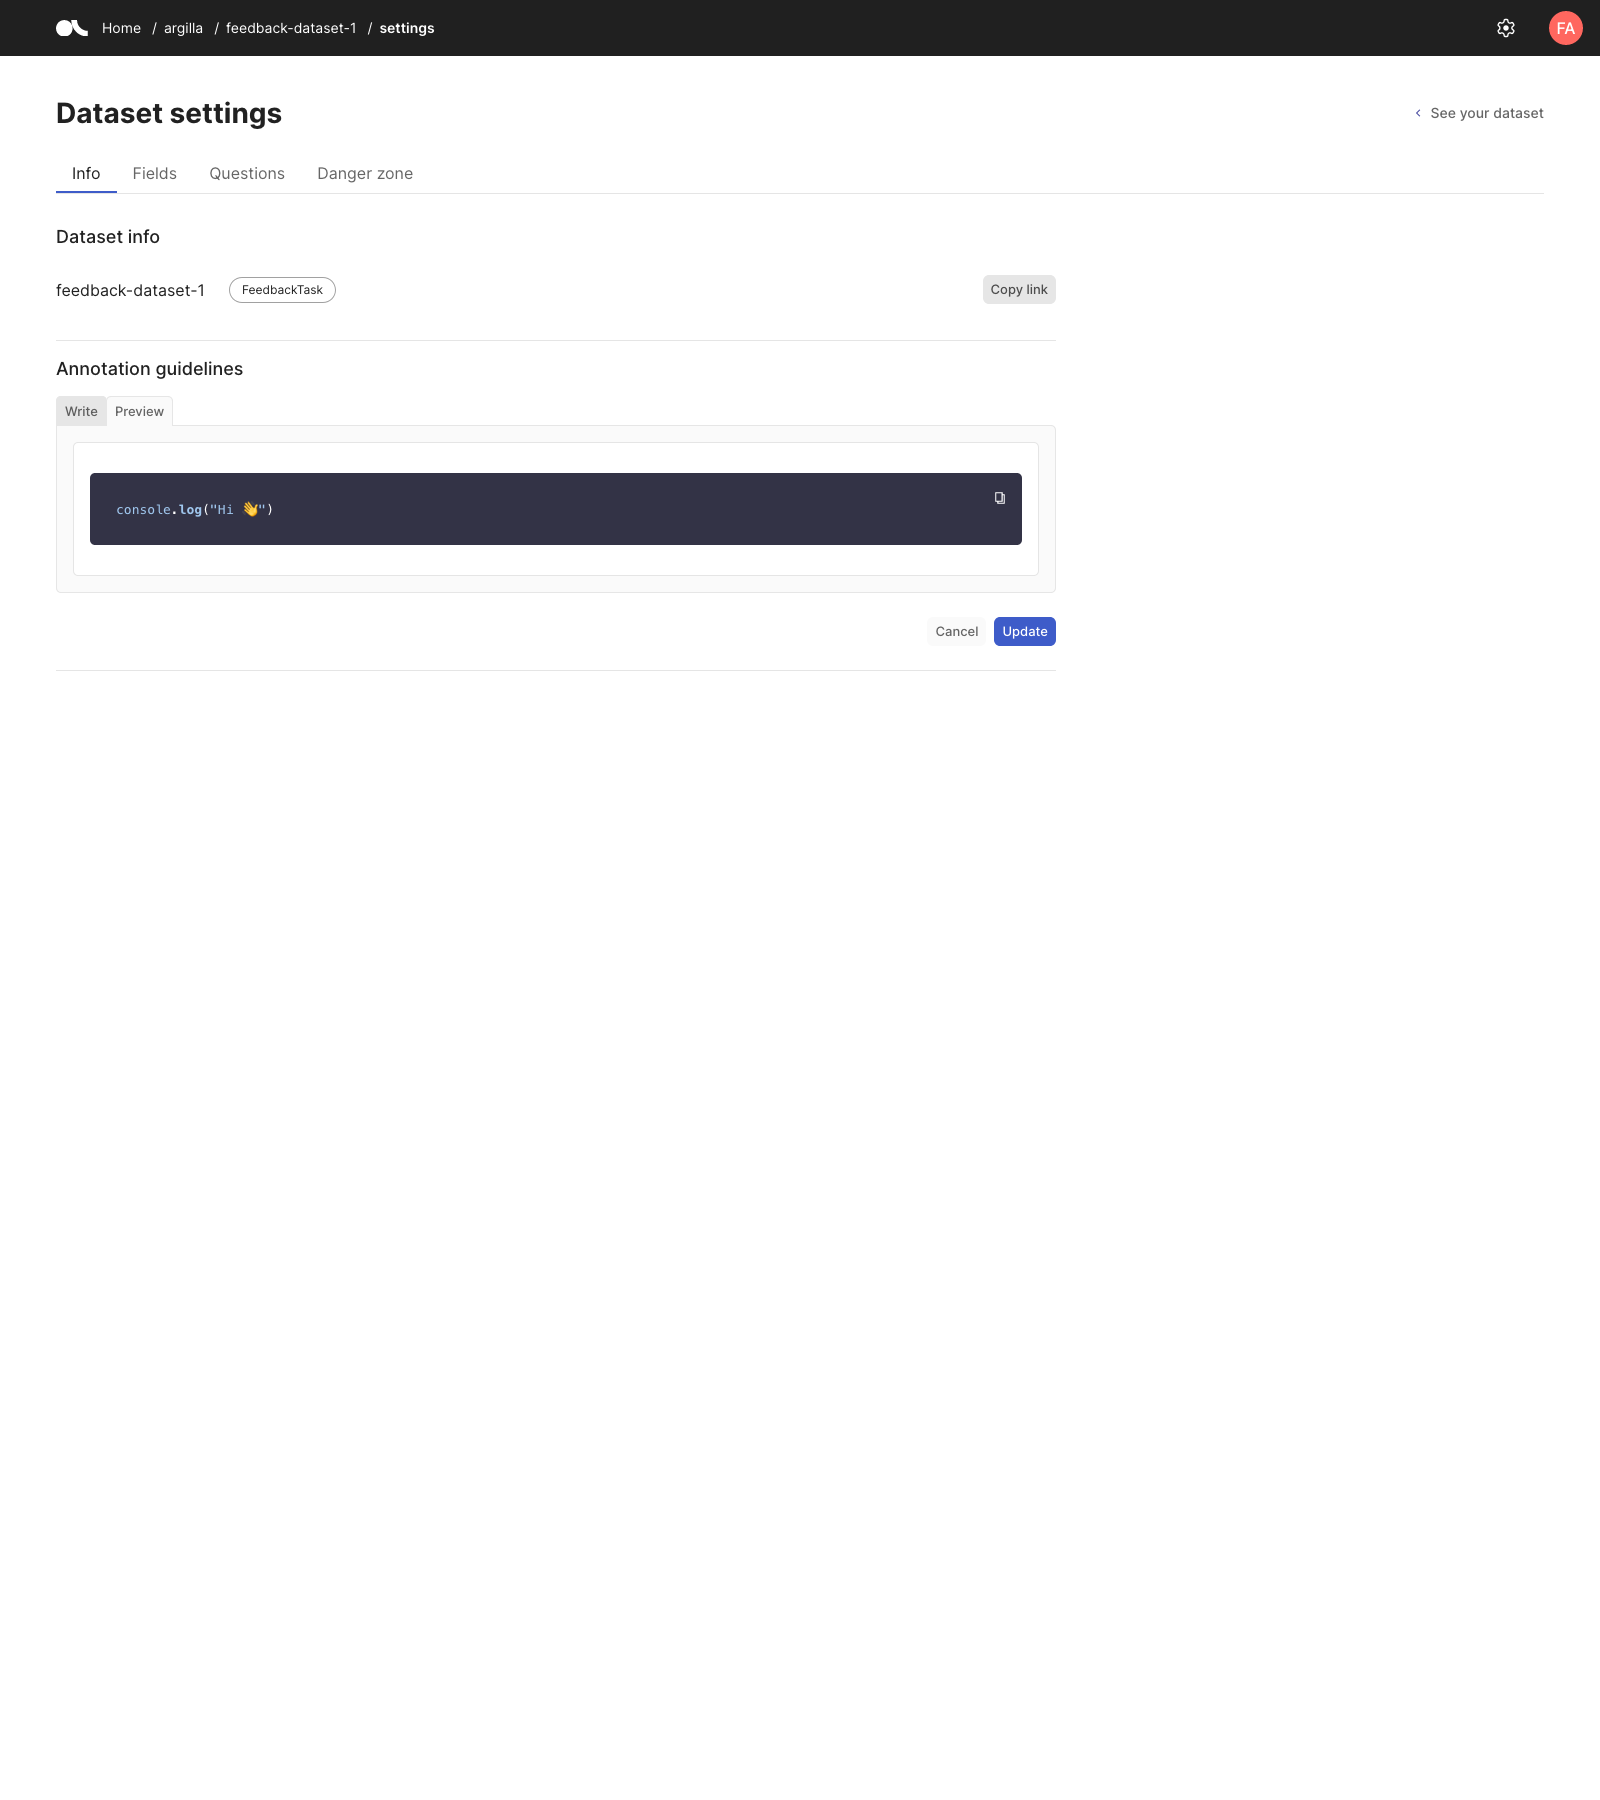 Home / argilla / feedback-dataset-1 / settings
FA
Dataset settings
See your dataset
Info Fields Questions Danger zone
Dataset info
feedback-dataset-1 FeedbackTask Copy link
Annotation guidelines
Write Preview
console.log("Hi 👋")
Cancel Update